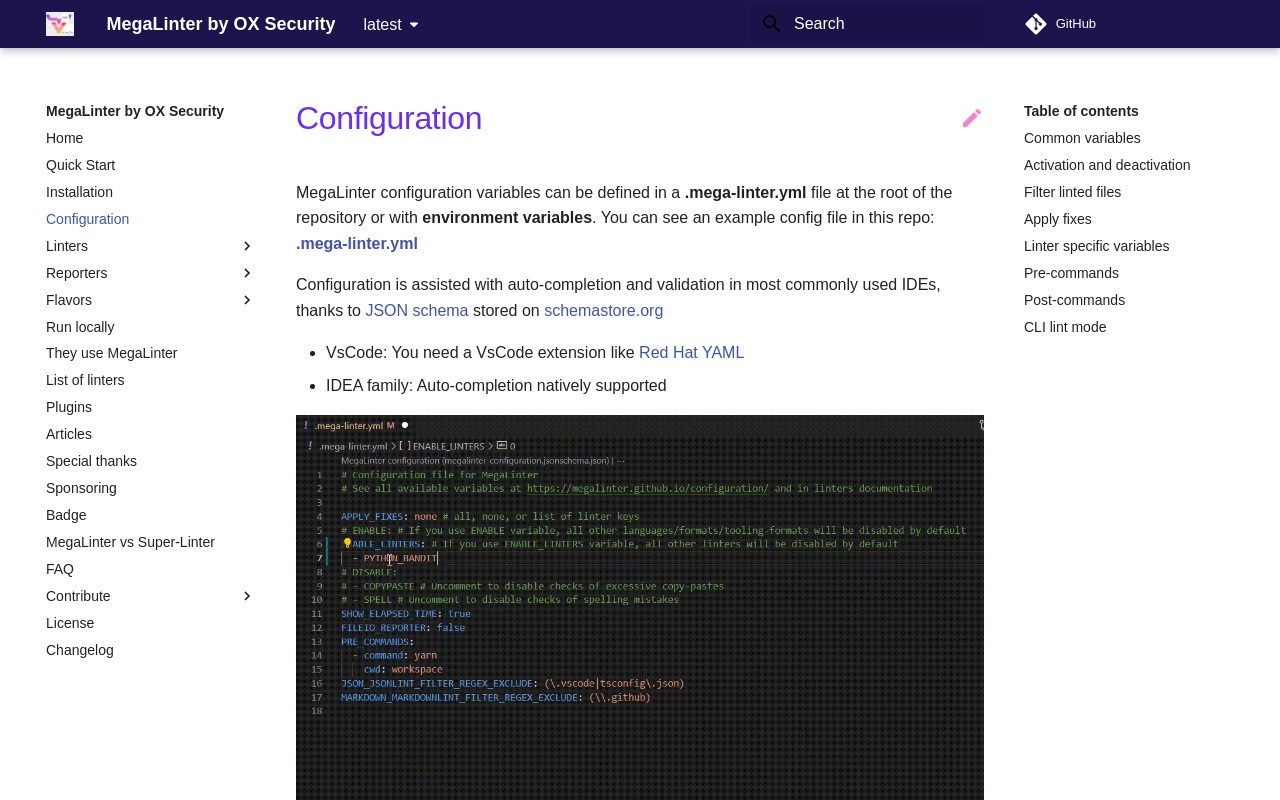 MegaLinter by OX Security
latest
Search
GitHub
MegaLinter by OX Security
Home
Quick Start
Installation
Configuration
Linters
Reporters
Flavors
Run locally
They use MegaLinter
List of linters
Plugins
Articles
Special thanks
Sponsoring
Badge
MegaLinter vs Super-Linter
FAQ
Contribute
License
Changelog
Configuration
MegaLinter configuration variables can be defined in a .mega-linter.yml file at the root of the
repository or with environment variables. You can see an example config file in this repo:
.mega-linter.yml
Configuration is assisted with auto-completion and validation in most commonly used IDEs,
thanks to JSON schema stored on schemastore.org
• VsCode: You need a VsCode extension like Red Hat YAML
• IDEA family: Auto-completion natively supported
! .mega-linter.yml M ●
! .mega-linter.yml > [ ] ENABLE_LINTERS > 0
MegaLinter configuration (megalinter-configuration.jsonschema.json) | ···
1 # Configuration file for MegaLinter
2 # See all available variables at https://megalinter.github.io/configuration/ and in linters documentation
3
4 APPLY_FIXES: none # all, none, or list of linter keys
5 # ENABLE: # If you use ENABLE variable, all other languages/formats/tooling-formats will be disabled by default
6 ABLE_LINTERS: # If you use ENABLE_LINTERS variable, all other linters will be disabled by default
7 - PYTHON_BANDIT
8 # DISABLE:
9 # - COPYPASTE # Uncomment to disable checks of excessive copy-pastes
10 # - SPELL # Uncomment to disable checks of spelling mistakes
11 SHOW_ELAPSED_TIME: true
12 FILEIO_REPORTER: false
13 PRE_COMMANDS:
14 - command: yarn
15 cwd: workspace
16 JSON_JSONLINT_FILTER_REGEX_EXCLUDE: (\.vscode|tsconfig\.json)
17 MARKDOWN_MARKDOWNLINT_FILTER_REGEX_EXCLUDE: (\\.github)
18
Table of contents
Common variables
Activation and deactivation
Filter linted files
Apply fixes
Linter specific variables
Pre-commands
Post-commands
CLI lint mode